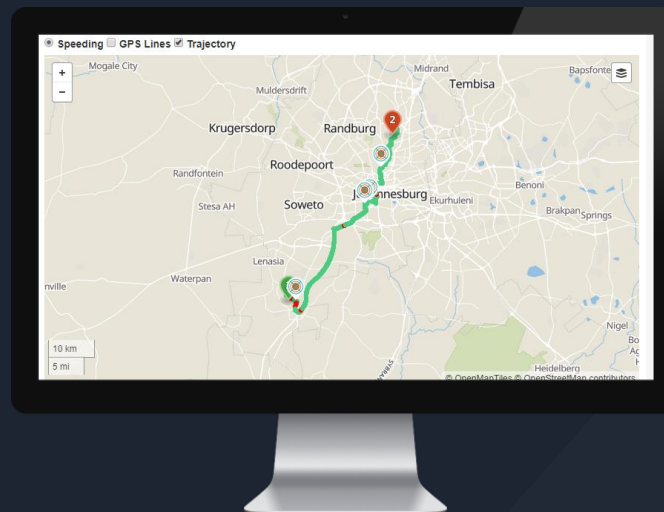 Speeding GPS Lines Trajectory
+
−
Mogale City
Midrand
Bapsfonte
Tembisa
Muldersdrift
2
Krugersdorp
Randburg
Roodepoort
Randfontein
Benoni
Stesa AH
Soweto
Ekurhuleni
Brakpan
Springs
Lenasia
Waterpan
nville
Nigel
10 km
5 mi
Heidelberg
© OpenMapTiles © OpenStreetMap contributors